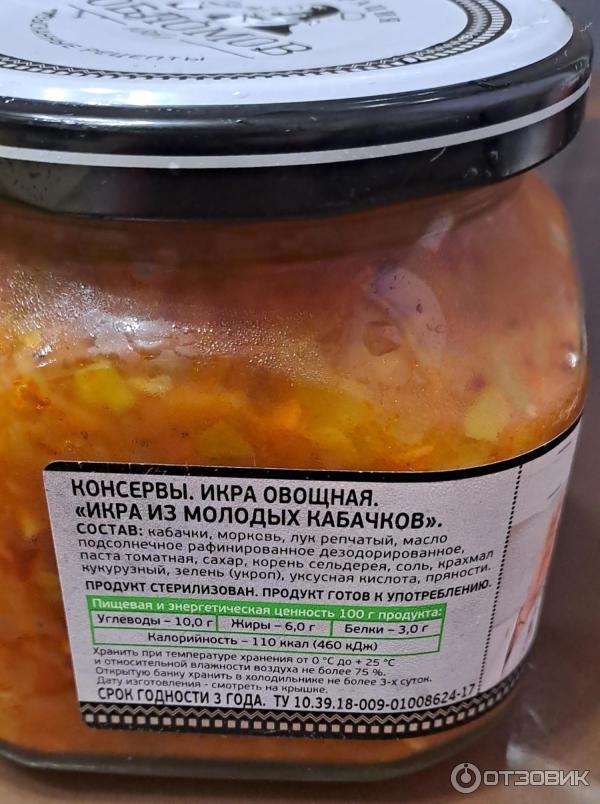 РЕЦЕПТЫ
КОНСЕРВЫ. ИКРА ОВОЩНАЯ.
«ИКРА ИЗ МОЛОДЫХ КАБАЧКОВ».
СОСТАВ: кабачки, морковь, лук репчатый, масло
подсолнечное рафинированное дезодорированное,
паста томатная, сахар, корень сельдерея, соль, крахмал
кукурузный, зелень (укроп), уксусная кислота, пряности.
ПРОДУКТ СТЕРИЛИЗОВАН. ПРОДУКТ ГОТОВ К УПОТРЕБЛЕНИЮ.
Пищевая и энергетическая ценность 100 г продукта:
Углеводы – 10,0 г Жиры – 6,0 г Белки – 3,0 г
Калорийность – 110 ккал (460 кДж)
Хранить при температуре хранения от 0 °С до + 25 °С
и относительной влажности воздуха не более 75 %.
Открытую банку хранить в холодильнике не более 3-х суток.
Дату изготовления - смотреть на крышке.
СРОК ГОДНОСТИ 3 ГОДА. ТУ 10.39.18-009-01008624-17
ОТЗОВИК